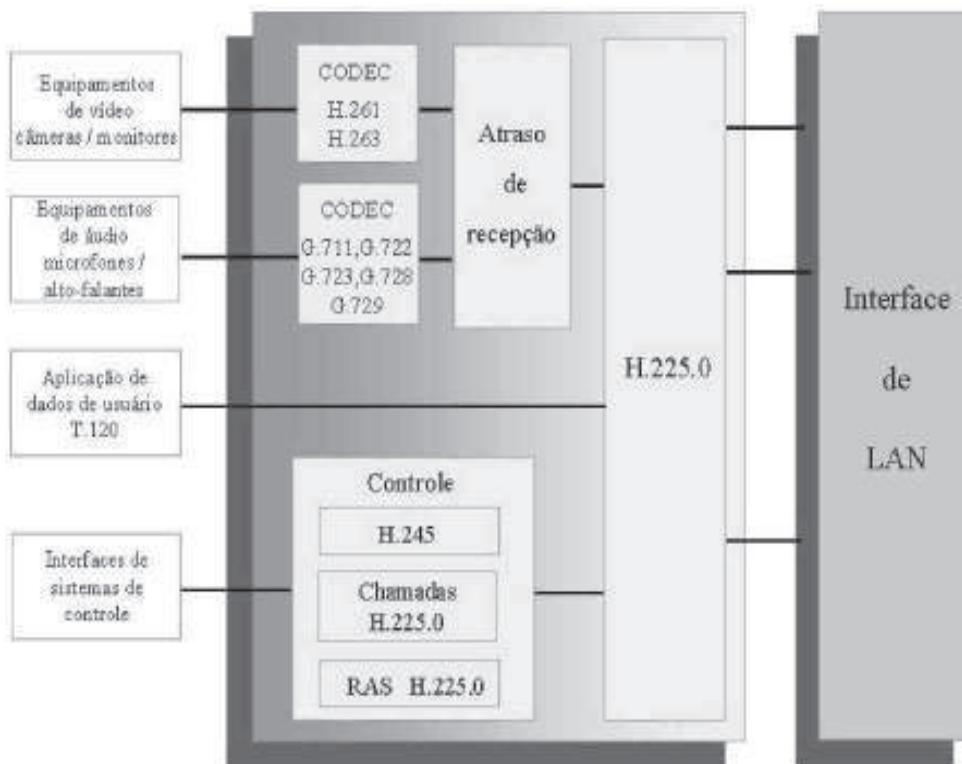 Equipamentos
de vídeo
câmeras / monitores
CODEC
H.261
H.263
Atraso
de
recepção
Equipamentos
de áudio
microfones /
alto-falantes
CODEC
G.711,G.722
G.723,G.728
G.729
Aplicação de
dados de usuário
T.120
Interfaces de
sistemas de
controle
Controle
H.245
Chamadas
H.225.0
RAS H.225.0
H.225.0
Interface
de
LAN